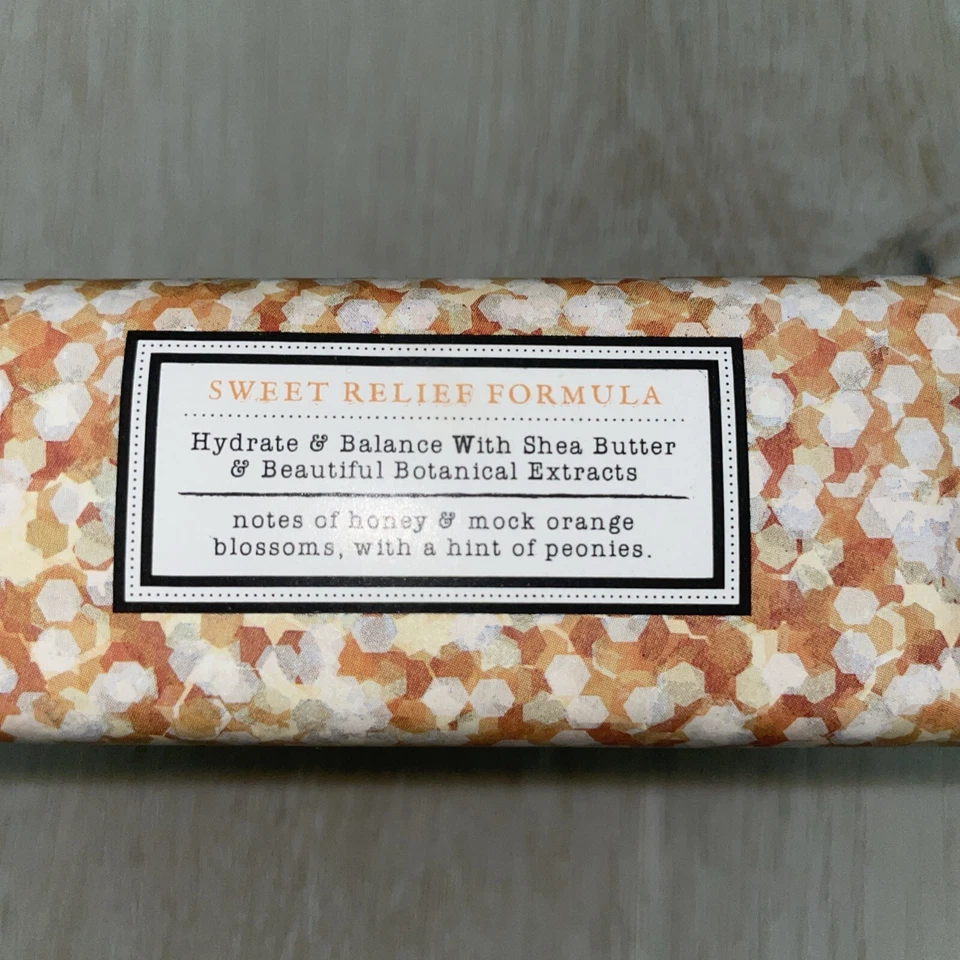 SWEET RELIEF FORMULA
Hydrate & Balance With Shea Butter
& Beautiful Botanical Extracts
notes of honey & mock orange
blossoms, with a hint of peonies.